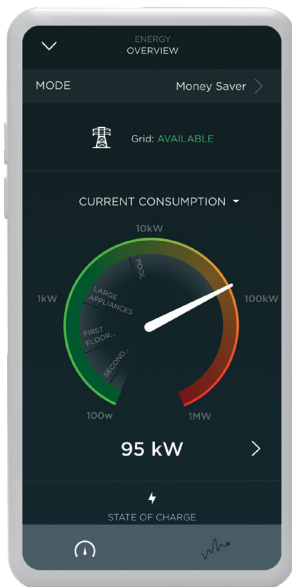 ENERGY
OVERVIEW
MODE
Money Saver
Grid: AVAILABLE
CURRENT CONSUMPTION
10kW
POOL
1kW
LARGE
APPLIANCES
100kW
FIRST
FLOOR...
SECOND...
100w
1MW
95 kW
STATE OF CHARGE